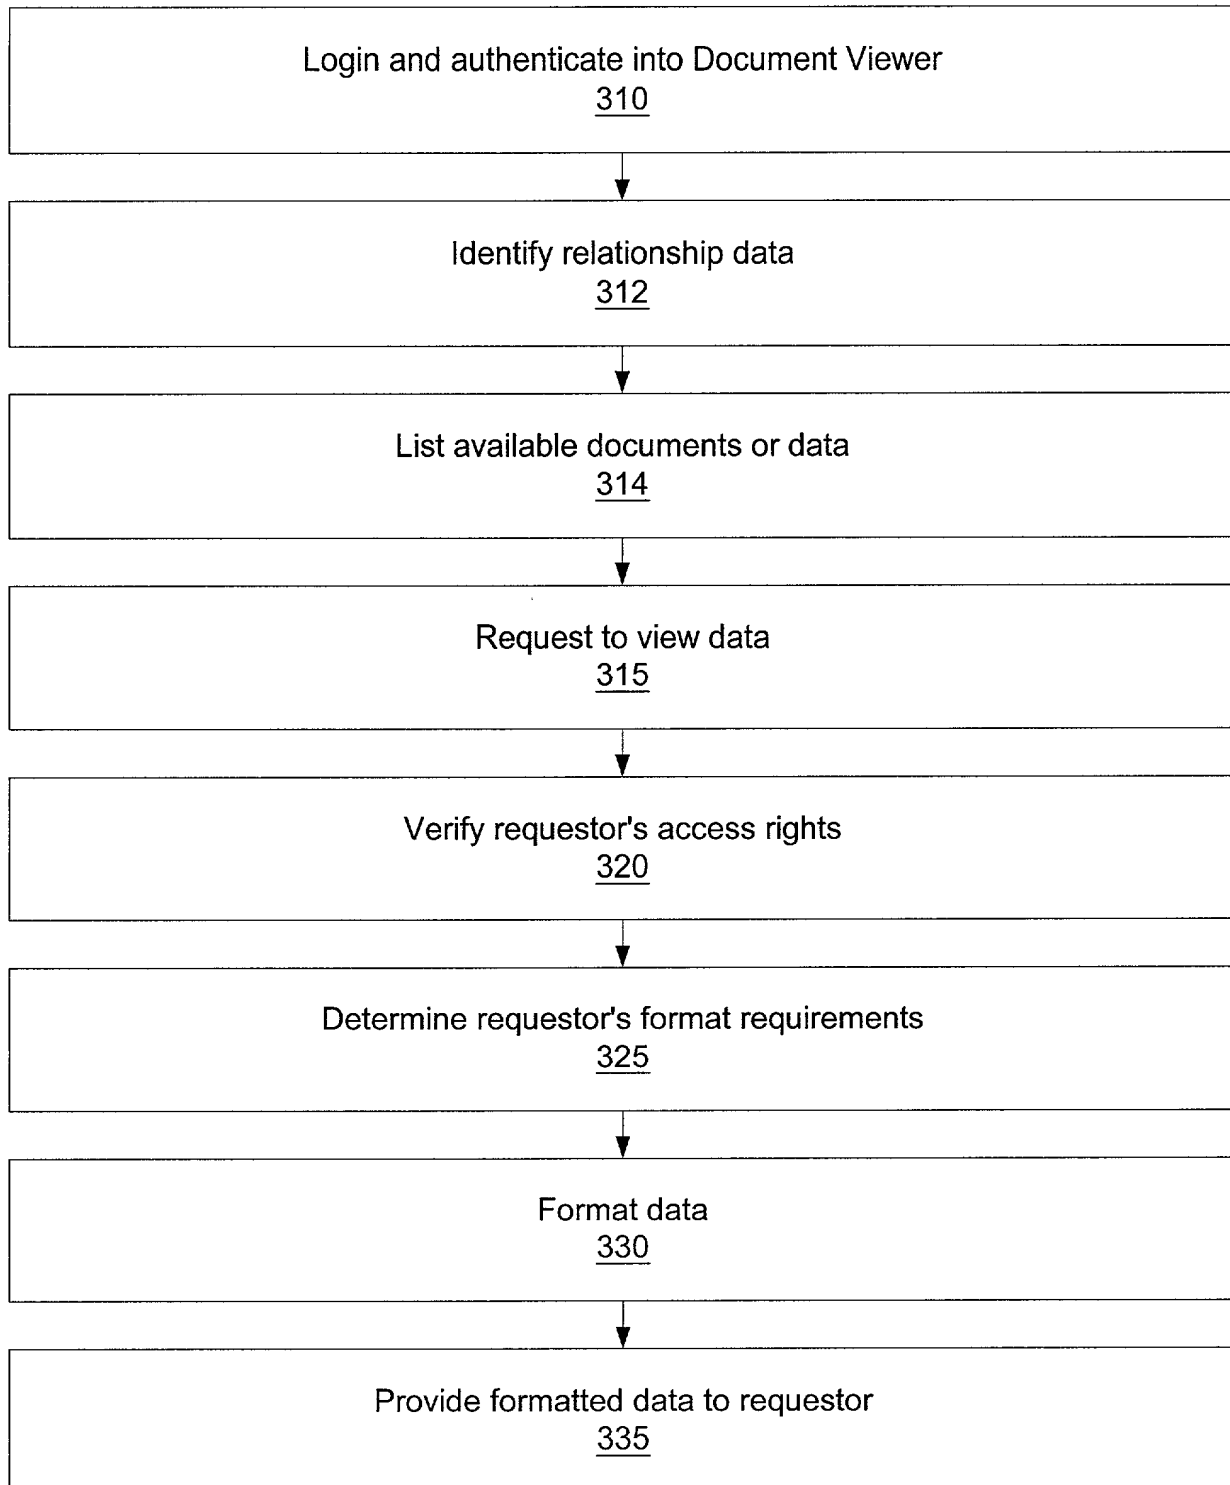 Login and authenticate into Document Viewer
310
Identify relationship data
312
List available documents or data
314
Request to view data
315
Verify requestor's access rights
320
Determine requestor's format requirements
325
Format data
330
Provide formatted data to requestor
335